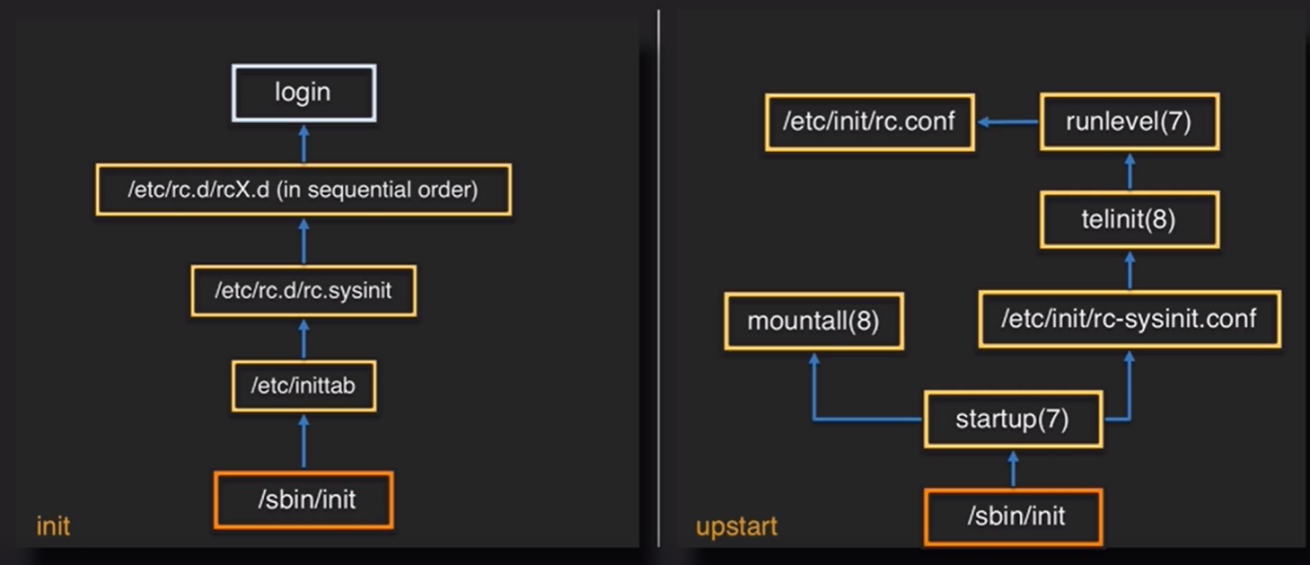 login
/etc/rc.d/rcX.d (in sequential order)
/etc/rc.d/rc.sysinit
/etc/inittab
/sbin/init
init
/etc/init/rc.conf
runlevel(7)
telinit(8)
mountall(8)
/etc/init/rc-sysinit.conf
startup(7)
/sbin/init
upstart